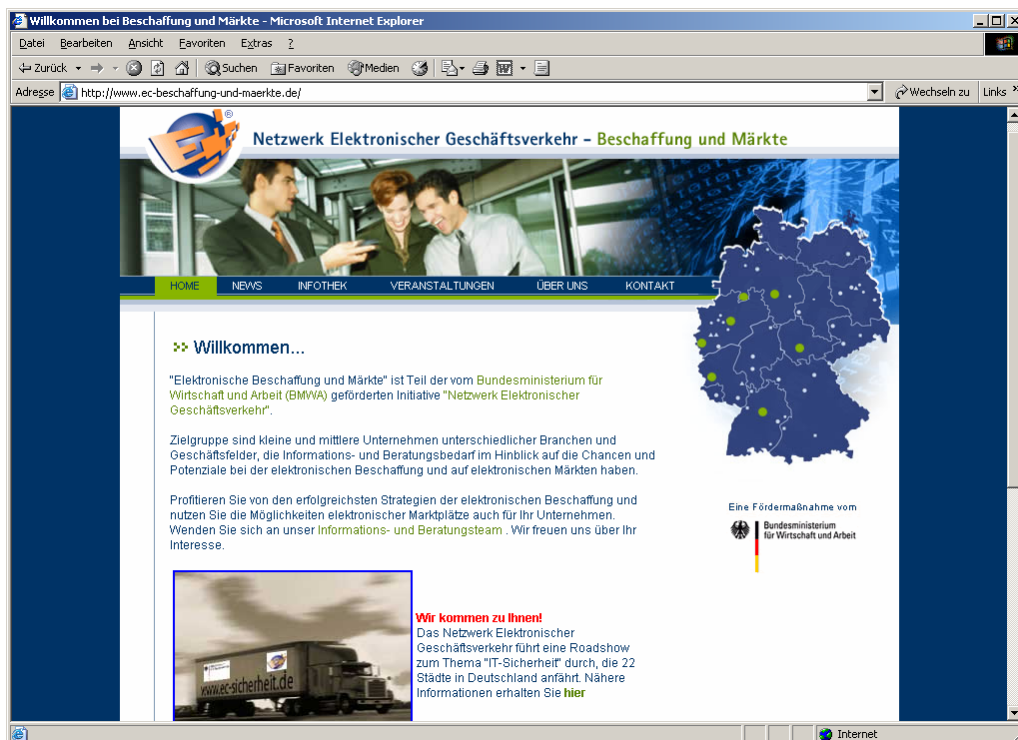 Willkommen bei Beschaffung und Märkte - Microsoft Internet Explorer
Datei Bearbeiten Ansicht Favoriten Extras ?
Zurück Suchen Favoriten Medien
Adresse http://www.ec-beschaffung-und-maerkte.de/ Wechseln zu Links »
Netzwerk Elektronischer Geschäftsverkehr – Beschaffung und Märkte
HOME NEWS INFOTHEK VERANSTALTUNGEN ÜBER UNS KONTAKT
Willkommen...
"Elektronische Beschaffung und Märkte" ist Teil der vom Bundesministerium für
Wirtschaft und Arbeit (BMWA) geförderten Initiative "Netzwerk Elektronischer
Geschäftsverkehr".
Zielgruppe sind kleine und mittlere Unternehmen unterschiedlicher Branchen und
Geschäftsfelder, die Informations- und Beratungsbedarf im Hinblick auf die Chancen und
Potenziale bei der elektronischen Beschaffung und auf elektronischen Märkten haben.
Profitieren Sie von den erfolgreichsten Strategien der elektronischen Beschaffung und
nutzen Sie die Möglichkeiten elektronischer Marktplätze auch für Ihr Unternehmen.
Wenden Sie sich an unser Informations- und Beratungsteam . Wir freuen uns über Ihr
Interesse.
Eine Fördermaßnahme vom
Bundesministerium
für Wirtschaft und Arbeit
www.ec-sicherheit.de
Wir kommen zu Ihnen!
Das Netzwerk Elektronischer
Geschäftsverkehr führt eine Roadshow
zum Thema "IT-Sicherheit" durch, die 22
Städte in Deutschland anfährt. Nähere
Informationen erhalten Sie hier
Internet